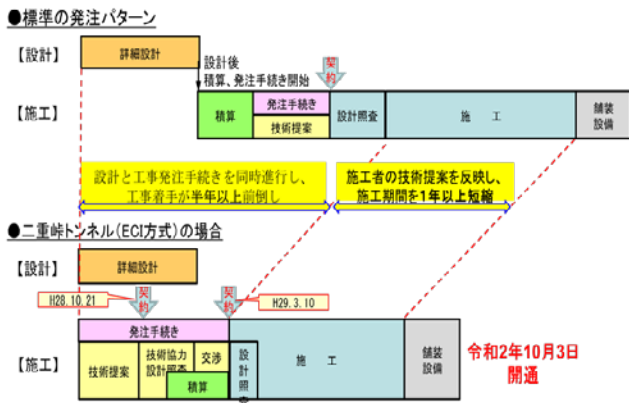 ●標準の発注パターン
【設計】
詳細設計
設計後
積算、発注手続き開始
契約
【施工】
積算
発注手続き
技術提案
設計照査
施 工
舗装
設備
設計と工事発注手続きを同時進行し、
工事着手が半年以上前倒し
施工者の技術提案を反映し、
施工期間を1年以上短縮
●二重峠トンネル(ECI方式)の場合
【設計】
詳細設計
H28.10.21
契約
契約
H29.3.10
発注手続き
【施工】
技術提案
技術協力
設計照査
交渉
積算
設計照査
施 工
舗装
設備
令和2年10月3日
開通